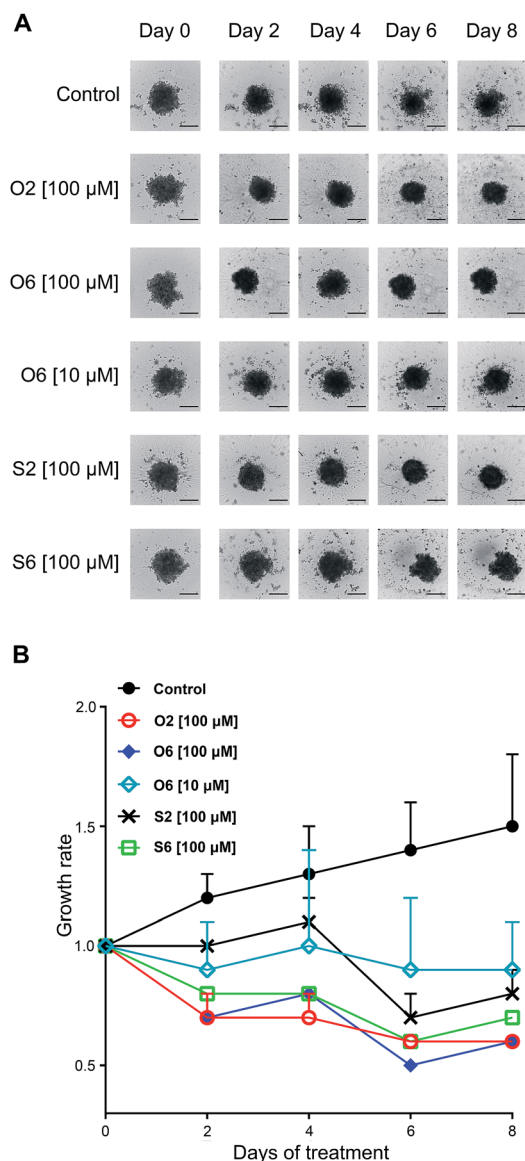 A
Day 0 Day 2 Day 4 Day 6 Day 8
Control
O2 [100 µM]
O6 [100 µM]
O6 [10 µM]
S2 [100 µM]
S6 [100 µM]
B
Control
O2 [100 µM]
O6 [100 µM]
O6 [10 µM]
S2 [100 µM]
S6 [100 µM]
2.0
1.5
1.0
0.5
Growth rate
0 2 4 6 8
Days of treatment